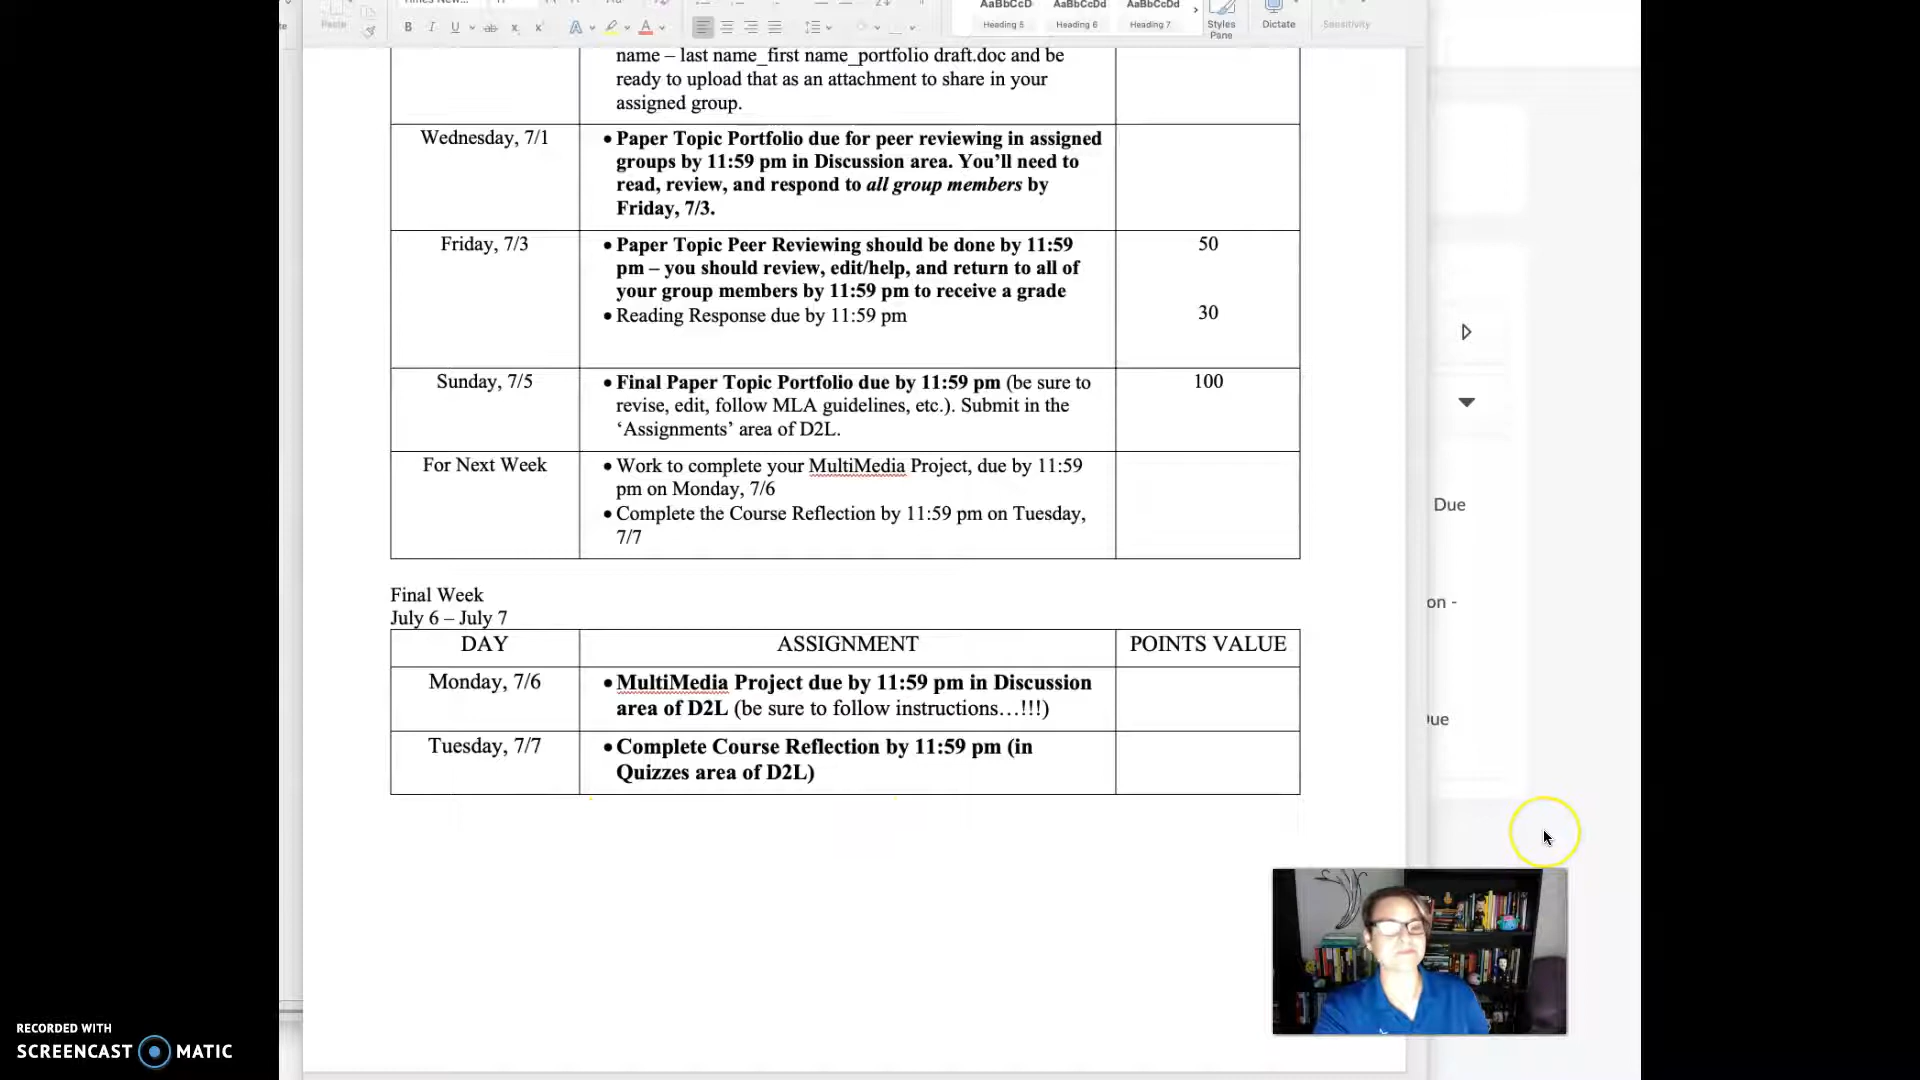 AaBbCcD AaBbCcDd AaBbCcDd
Paste Heading 5 Heading 6 Heading 7 Styles Dictate Sensitivity
Pane
name – last name_first name_portfolio draft.doc and be
ready to upload that as an attachment to share in your
assigned group.
Wednesday, 7/1 • Paper Topic Portfolio due for peer reviewing in assigned
groups by 11:59 pm in Discussion area. You’ll need to
read, review, and respond to all group members by
Friday, 7/3.
Friday, 7/3 • Paper Topic Peer Reviewing should be done by 11:59 50
pm – you should review, edit/help, and return to all of
your group members by 11:59 pm to receive a grade
• Reading Response due by 11:59 pm 30
Sunday, 7/5 • Final Paper Topic Portfolio due by 11:59 pm (be sure to 100
revise, edit, follow MLA guidelines, etc.). Submit in the
‘Assignments’ area of D2L.
For Next Week • Work to complete your MultiMedia Project, due by 11:59
pm on Monday, 7/6
• Complete the Course Reflection by 11:59 pm on Tuesday,
7/7
Due
on -
Due
Final Week
July 6 – July 7
DAY ASSIGNMENT POINTS VALUE
Monday, 7/6 • MultiMedia Project due by 11:59 pm in Discussion
area of D2L (be sure to follow instructions…!!!)
Tuesday, 7/7 • Complete Course Reflection by 11:59 pm (in
Quizzes area of D2L)
RECORDED WITH
SCREENCAST MATIC